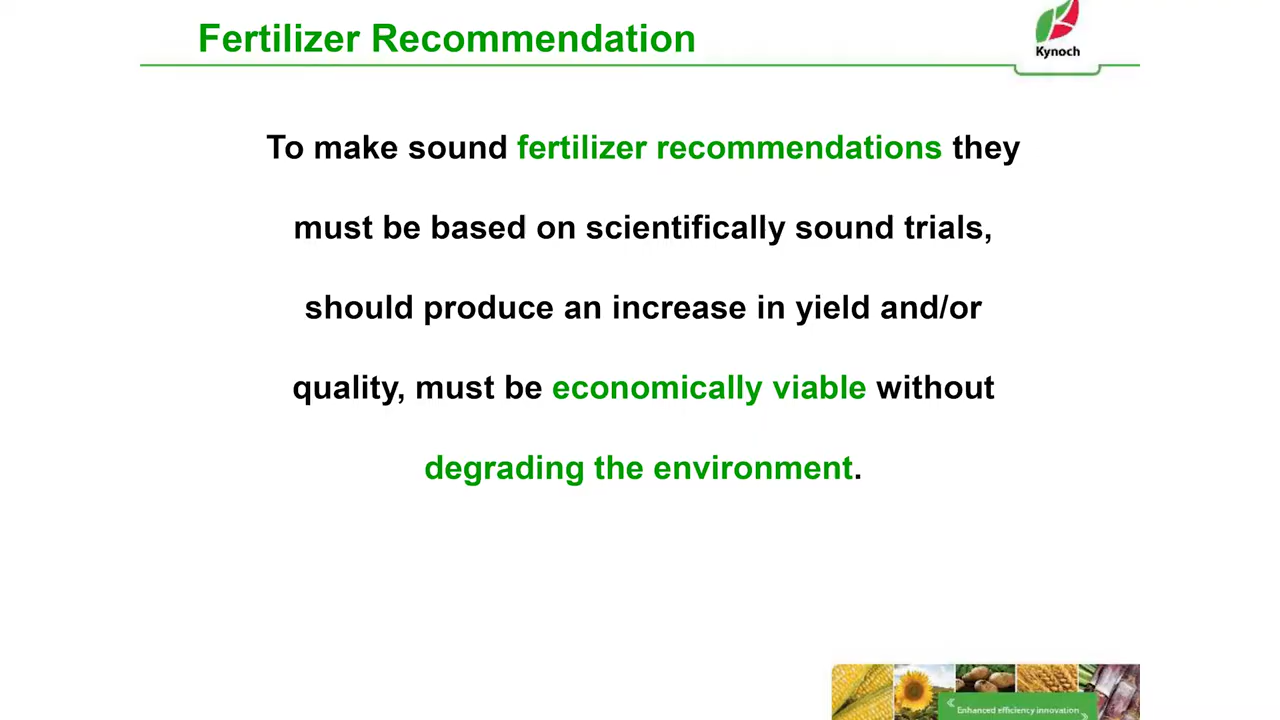 Fertilizer Recommendation
Kynoch
To make sound fertilizer recommendations they
must be based on scientifically sound trials,
should produce an increase in yield and/or
quality, must be economically viable without
degrading the environment.
Enhanced efficiency innovation